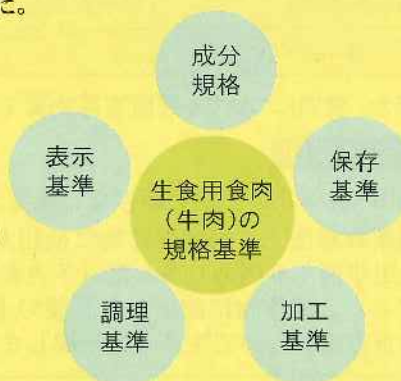 た。
成分
規格
表示
基準
保存
基準
生食用食肉
(牛肉)の
規格基準
調理
基準
加工
基準